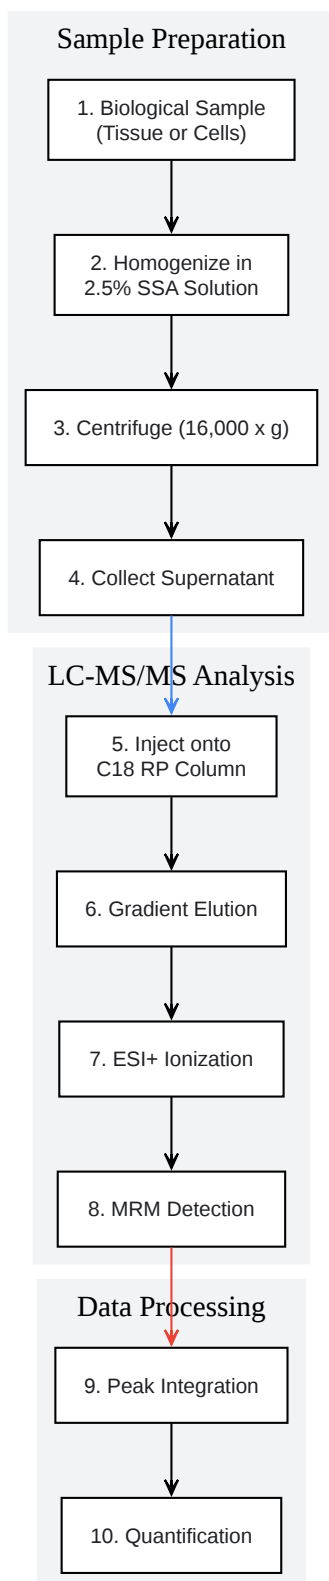 Sample Preparation
1. Biological Sample
(Tissue or Cells)
2. Homogenize in
2.5% SSA Solution
3. Centrifuge (16,000 x g)
4. Collect Supernatant
LC-MS/MS Analysis
5. Inject onto
C18 RP Column
6. Gradient Elution
7. ESI+ Ionization
8. MRM Detection
Data Processing
9. Peak Integration
10. Quantification